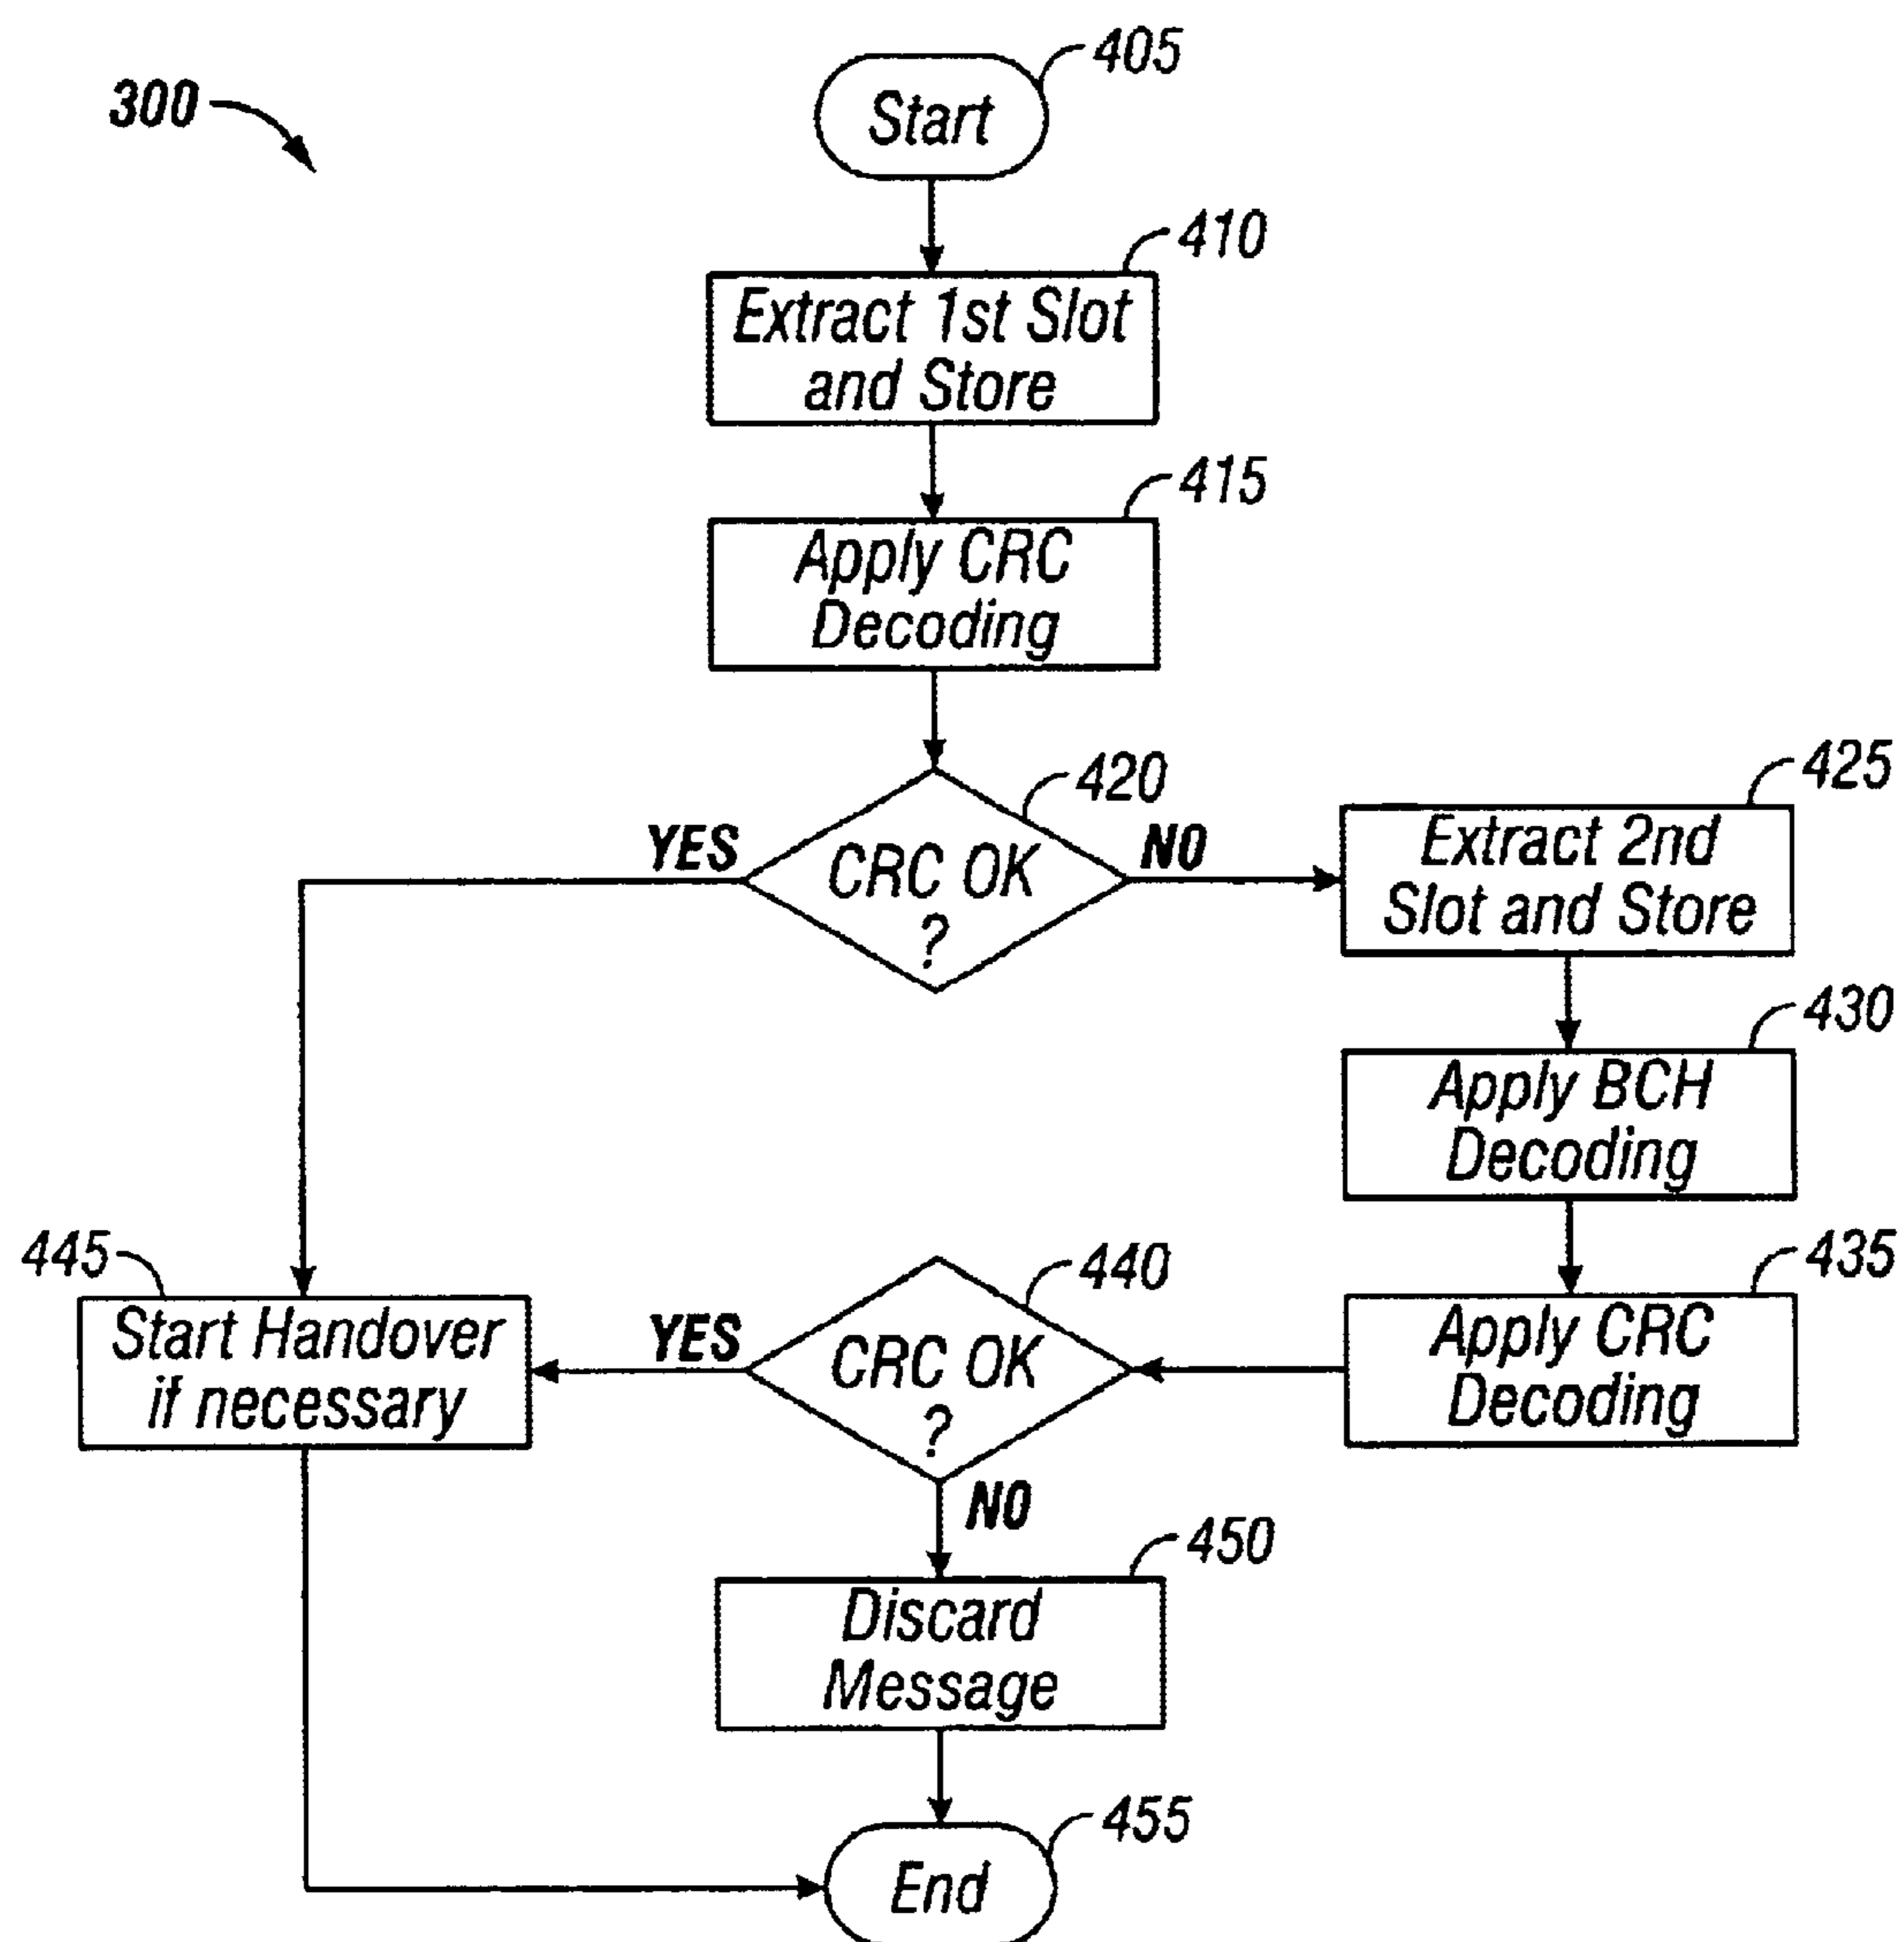 300
405
Start
410
Extract 1st Slot
and Store
415
Apply CRC
Decoding
420
YES
CRC OK
?
NO
425
Extract 2nd
Slot and Store
430
Apply BCH
Decoding
435
Apply CRC
Decoding
440
CRC OK
?
YES
445
Start Handover
if necessary
NO
450
Discard
Message
455
End